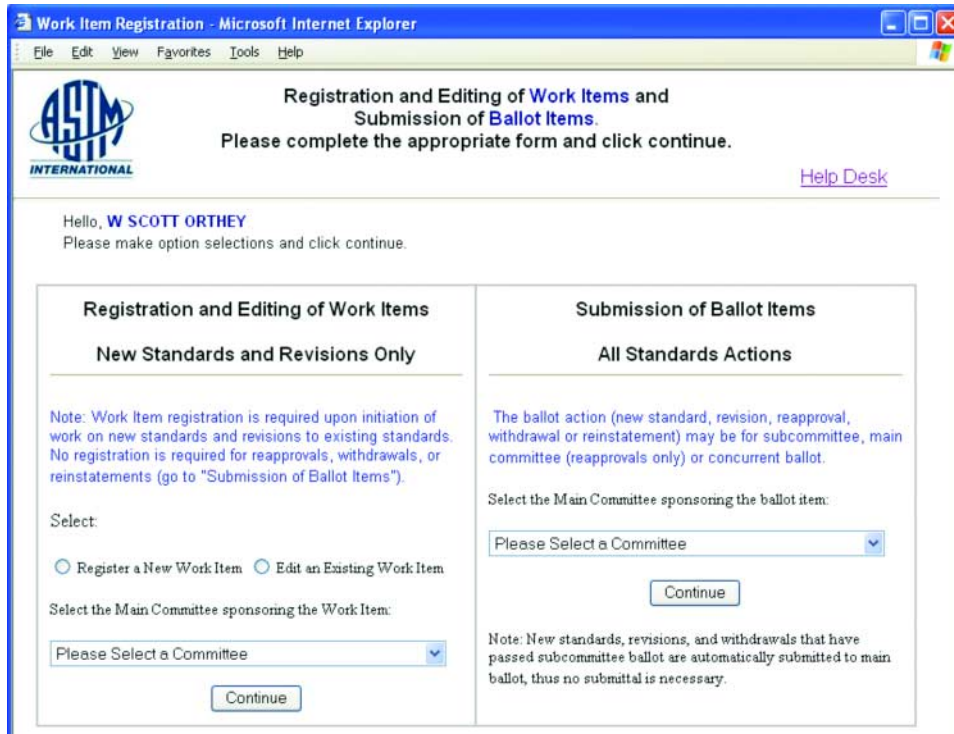 Work Item Registration - Microsoft Internet Explorer
File Edit View Favorites Tools Help
ASTM
INTERNATIONAL
Registration and Editing of Work Items and
Submission of Ballot Items.
Please complete the appropriate form and click continue.
Help Desk
Hello, W SCOTT ORTHEY
Please make option selections and click continue.
Registration and Editing of Work Items
New Standards and Revisions Only
Note: Work Item registration is required upon initiation of
work on new standards and revisions to existing standards.
No registration is required for reapprovals, withdrawals, or
reinstatements (go to "Submission of Ballot Items").
Select:
Register a New Work Item Edit an Existing Work Item
Select the Main Committee sponsoring the Work Item:
Please Select a Committee
Continue
Submission of Ballot Items
All Standards Actions
The ballot action (new standard, revision, reapproval,
withdrawal or reinstatement) may be for subcommittee, main
committee (reapprovals only) or concurrent ballot.
Select the Main Committee sponsoring the ballot item:
Please Select a Committee
Continue
Note: New standards, revisions, and withdrawals that have
passed subcommittee ballot are automatically submitted to main
ballot, thus no submittal is necessary.